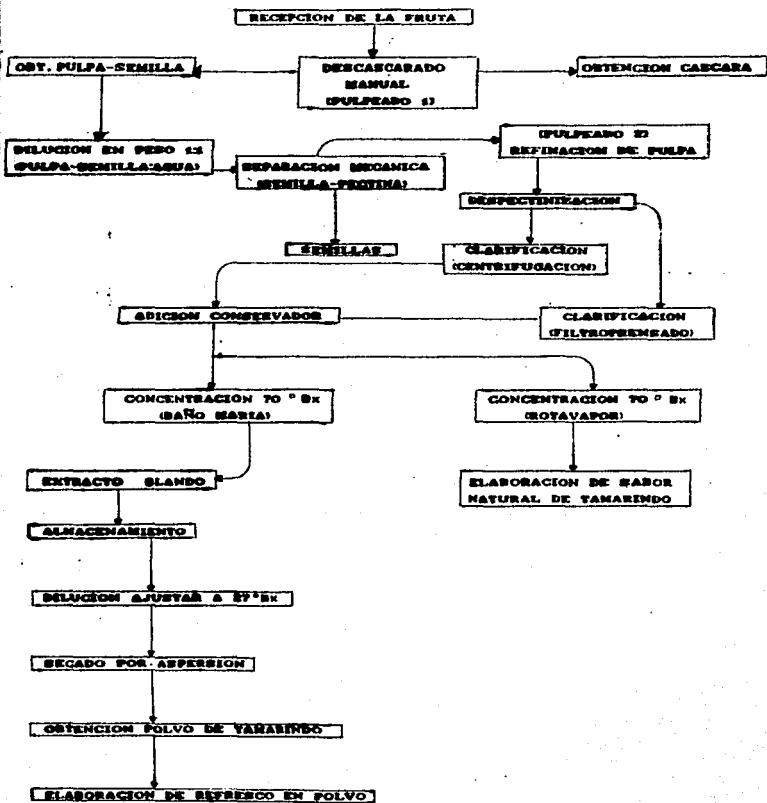 RECEPCION DE LA FRUTA
OBT. PULPA-SEMILLA
DESCASCARADO
MANUAL
(PULPEADO 1)
OBTENCION CASCARA
DILUCION EN PESO 1:1
(PULPA-SEMILLA:AGUA)
SEPARACION MECANICA
(SEMILLA-PECTINA)
(PULPEADO 2)
REFINACION DE PULPA
DESPECTINIZACION
SEMILLAS
CLARIFICACION
(CENTRIFUGACION)
ADICION CONSERVADOR
CLARIFICACION
(FILTROPRENSADO)
CONCENTRACION 70 ° Bx
(BAÑO MARIA)
CONCENTRACION 70 ° Bx
(ROTAVAPOR)
EXTRACTO BLANDO
ELABORACION DE SABOR
NATURAL DE TAMARINDO
ALMACENAMIENTO
DILUCION AJUSTAR A 27°Bx
SECADO POR ASPERSION
OBTENCION POLVO DE TAMARINDO
ELABORACION DE REFRESCO EN POLVO